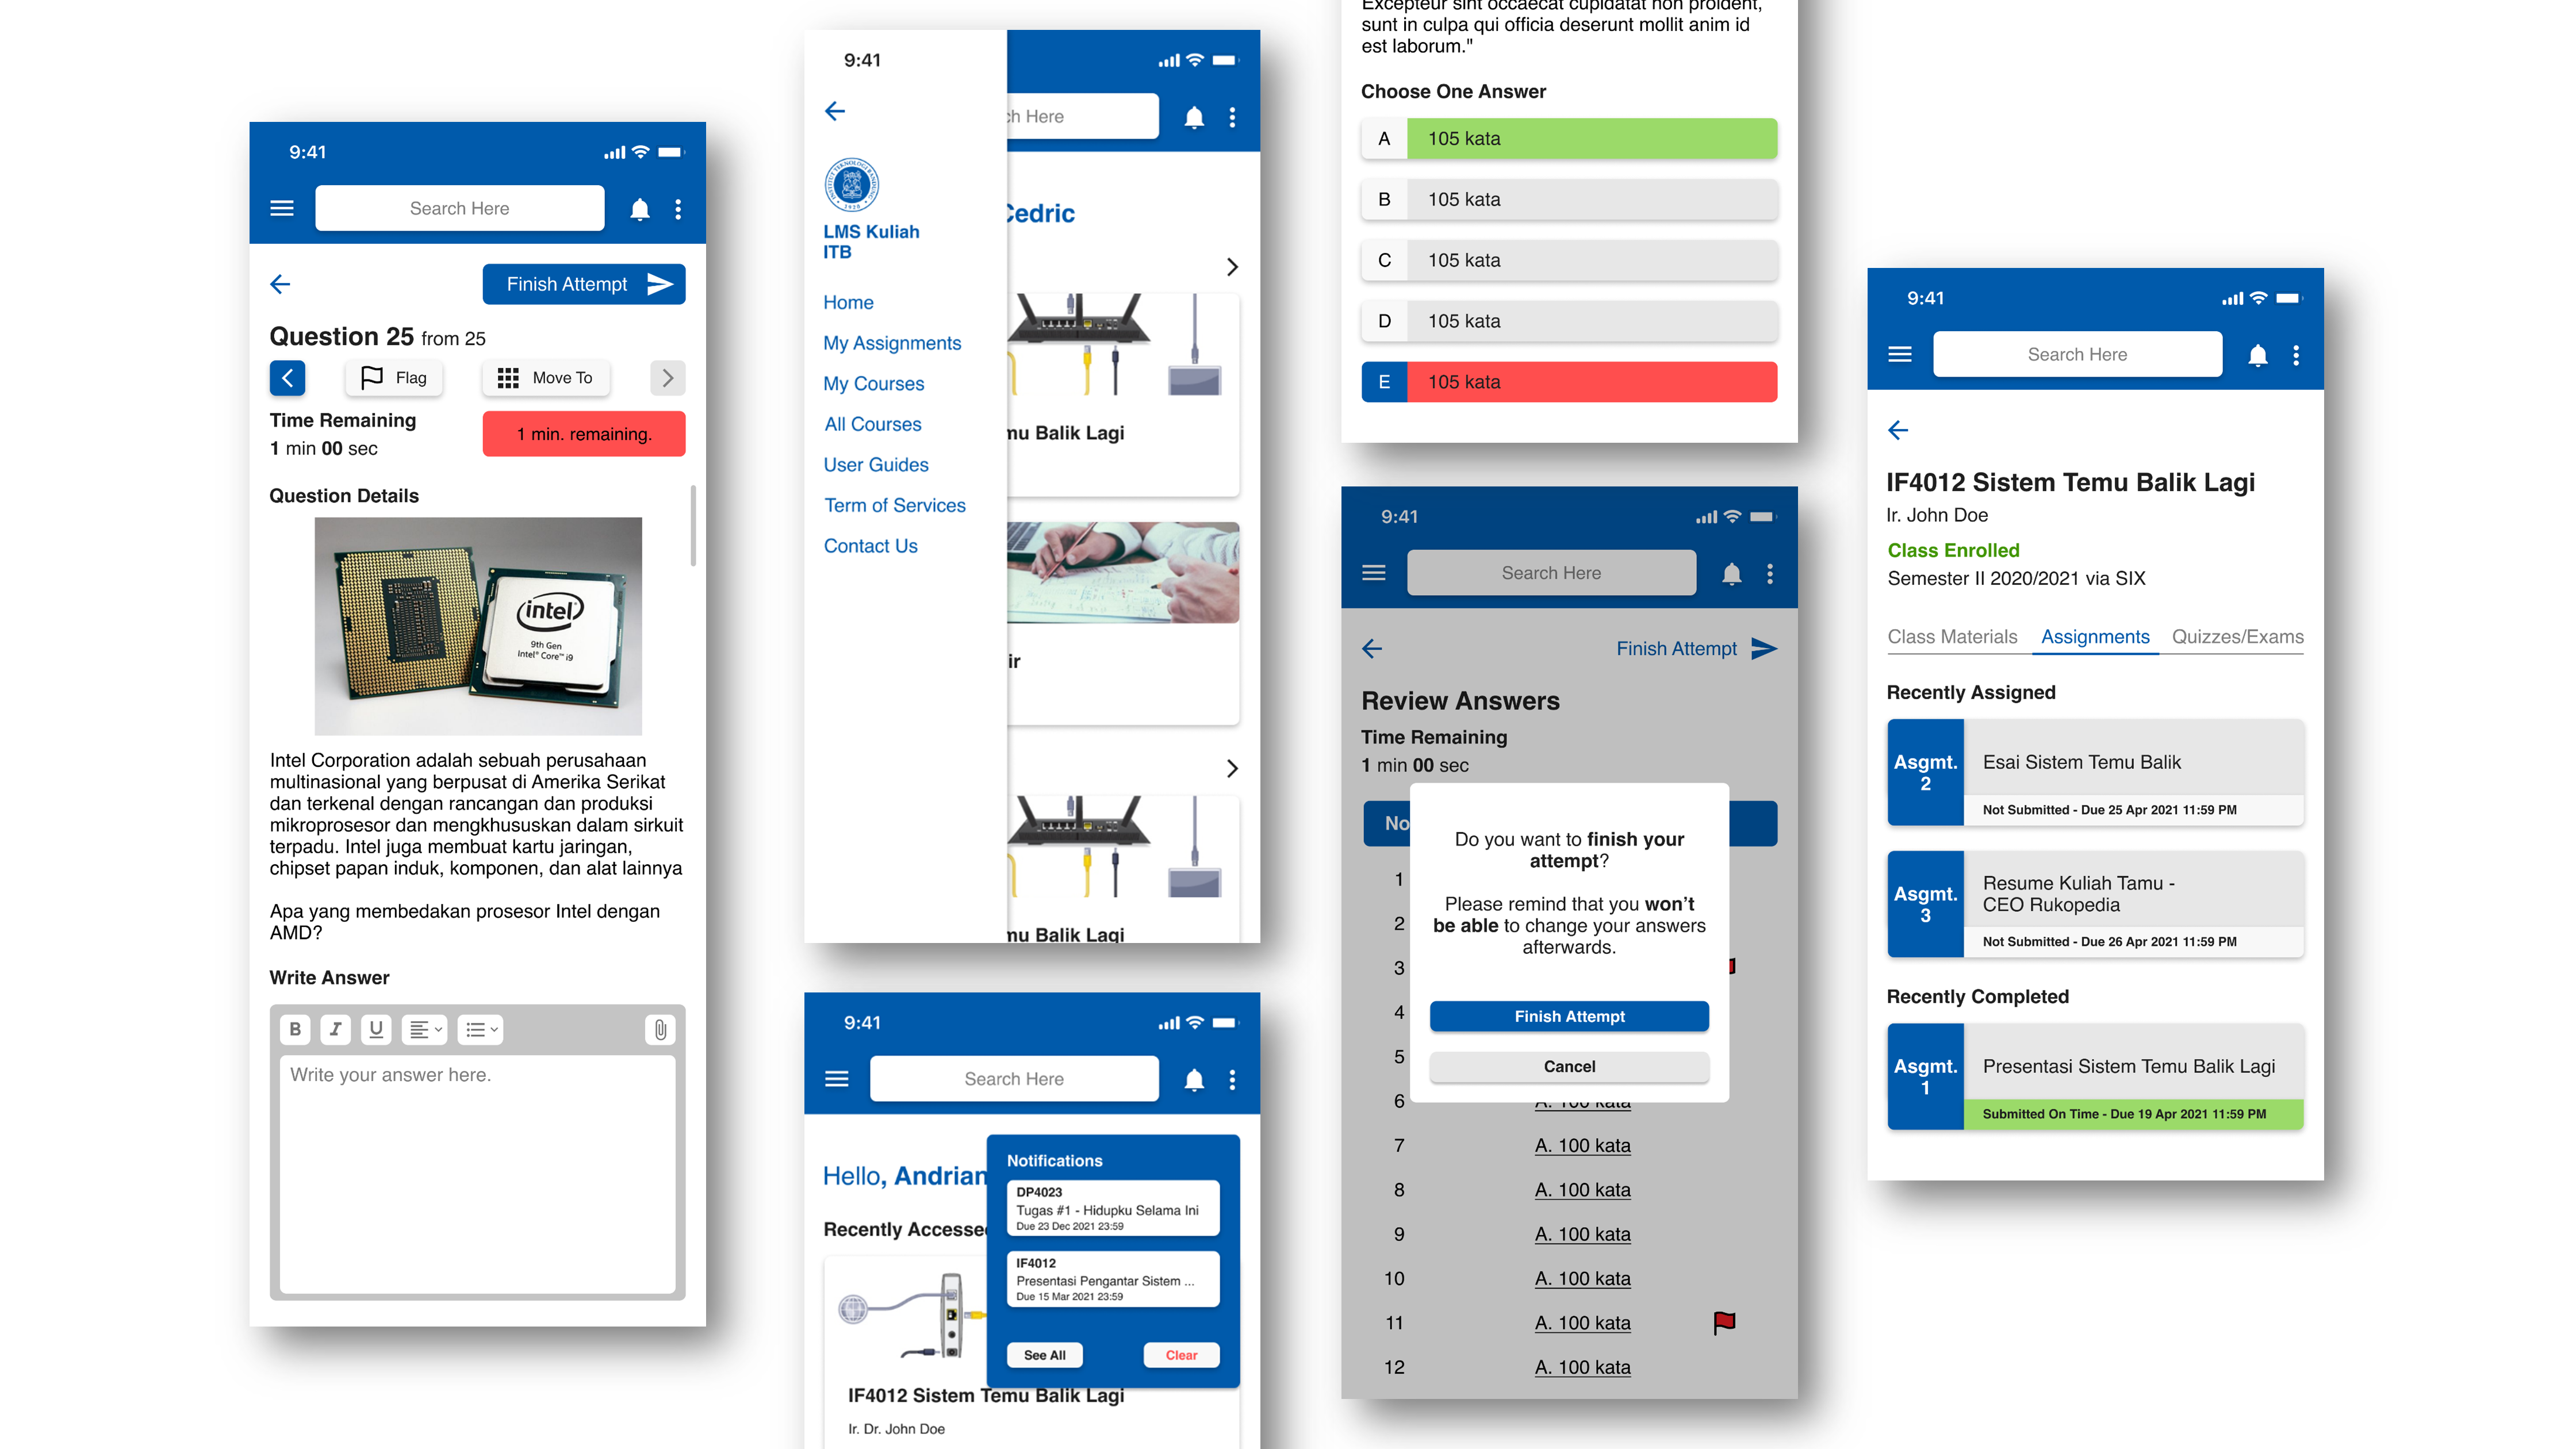 9:41
Search Here
Finish Attempt
Question 25 from 25
Flag
Move To
Time Remaining
1 min 00 sec
1 min. remaining.
Question Details
intel
9th Gen
Intel® Core™ i9
Intel Corporation adalah sebuah perusahaan
multinasional yang berpusat di Amerika Serikat
dan terkenal dengan rancangan dan produksi
mikroprosesor dan mengkhususkan dalam sirkuit
terpadu. Intel juga membuat kartu jaringan,
chipset papan induk, komponen, dan alat lainnya
Apa yang membedakan prosesor Intel dengan
AMD?
Write Answer
B I U
Write your answer here.
9:41
ch Here
INSTITUT TEKNOLOGI BANDUNG
1920
LMS Kuliah
ITB
Home
My Assignments
My Courses
All Courses
User Guides
Term of Services
Contact Us
Cedric
mu Balik Lagi
ir
mu Balik Lagi
9:41
Search Here
Hello, Andrian
Recently Accesse
Notifications
DP4023
Tugas #1 - Hidupku Selama Ini
Due 23 Dec 2021 23:59
IF4012
Presentasi Pengantar Sistem ...
Due 15 Mar 2021 23:59
See All
Clear
IF4012 Sistem Temu Balik Lagi
Ir. Dr. John Doe
Excepteur sint occaecat cupidatat non proident,
sunt in culpa qui officia deserunt mollit anim id
est laborum."
Choose One Answer
A 105 kata
B 105 kata
C 105 kata
D 105 kata
E 105 kata
9:41
Search Here
Finish Attempt
Review Answers
Time Remaining
1 min 00 sec
No
Do you want to finish your
attempt?
Please remind that you won't
be able to change your answers
afterwards.
Finish Attempt
Cancel
1
2
3
4
5
6 A. 100 kata
7 A. 100 kata
8 A. 100 kata
9 A. 100 kata
10 A. 100 kata
11 A. 100 kata
12 A. 100 kata
9:41
Search Here
IF4012 Sistem Temu Balik Lagi
Ir. John Doe
Class Enrolled
Semester II 2020/2021 via SIX
Class Materials Assignments Quizzes/Exams
Recently Assigned
Asgmt.
2
Esai Sistem Temu Balik
Not Submitted - Due 25 Apr 2021 11:59 PM
Asgmt.
3
Resume Kuliah Tamu -
CEO Rukopedia
Not Submitted - Due 26 Apr 2021 11:59 PM
Recently Completed
Asgmt.
1
Presentasi Sistem Temu Balik Lagi
Submitted On Time - Due 19 Apr 2021 11:59 PM